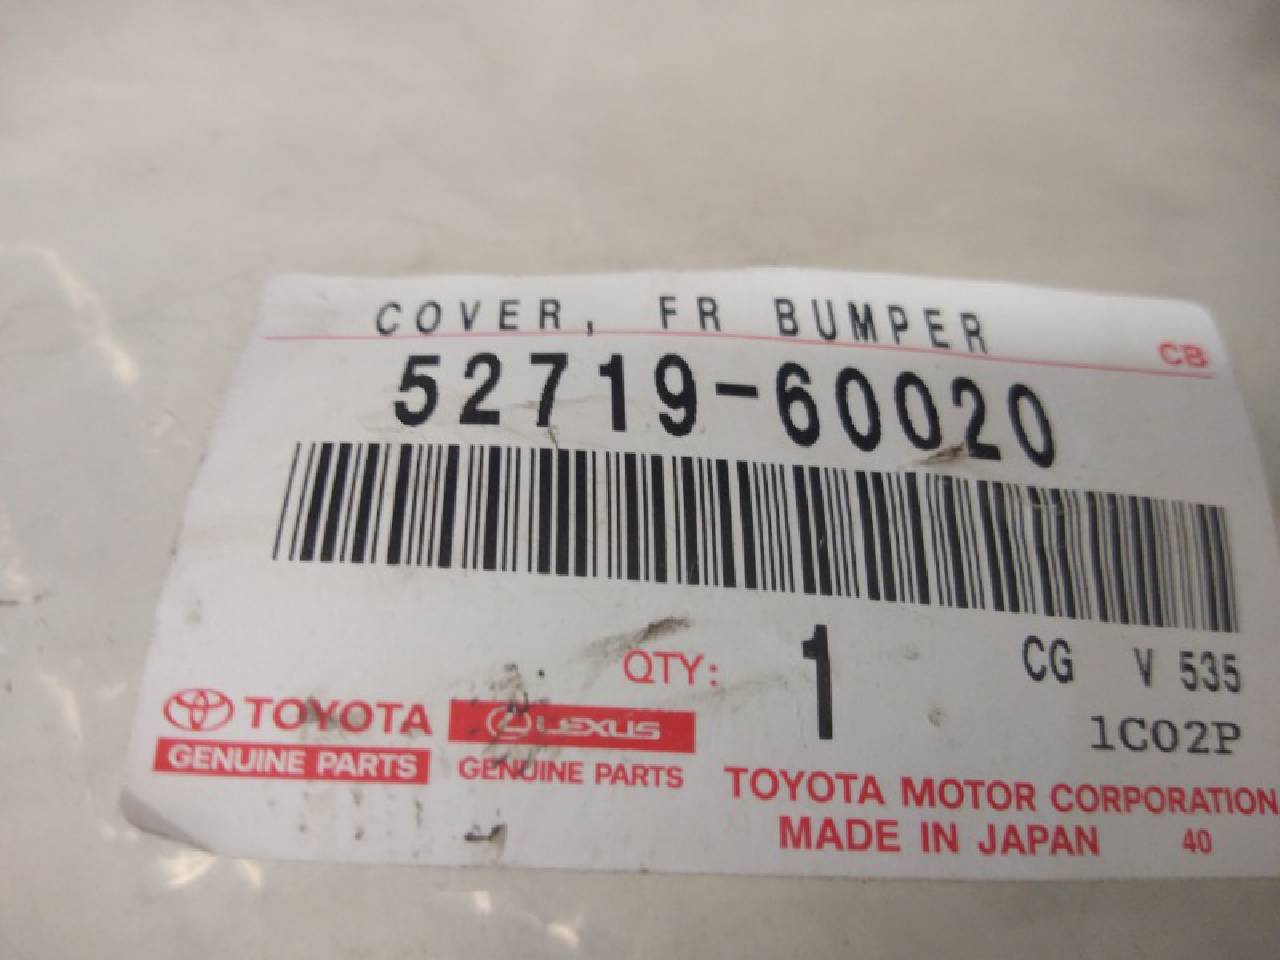 COVER, FR BUMPER
CB
52719-60020
QTY: 1 CG V 535
1C02P
TOYOTA LEXUS
GENUINE PARTS GENUINE PARTS
TOYOTA MOTOR CORPORATION
MADE IN JAPAN 40